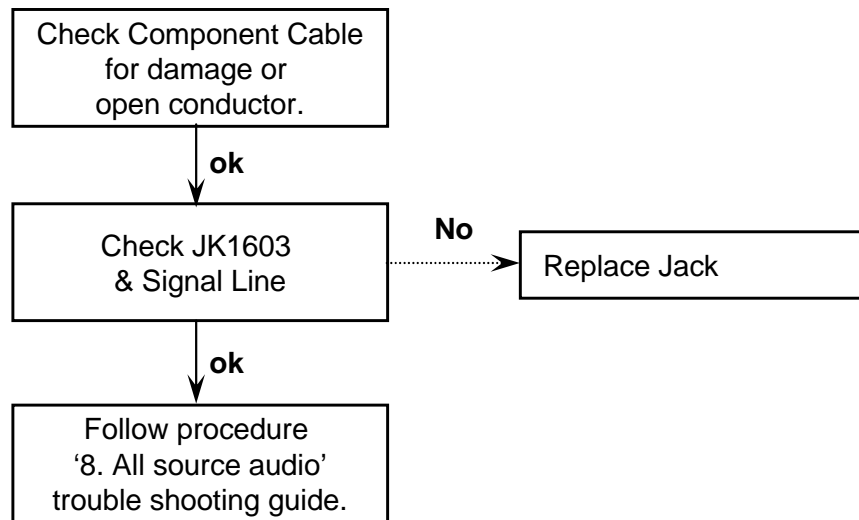 Check Component Cable
for damage or
open conductor.
ok
Check JK1603
& Signal Line
No
Replace Jack
ok
Follow procedure
‘8. All source audio’
trouble shooting guide.